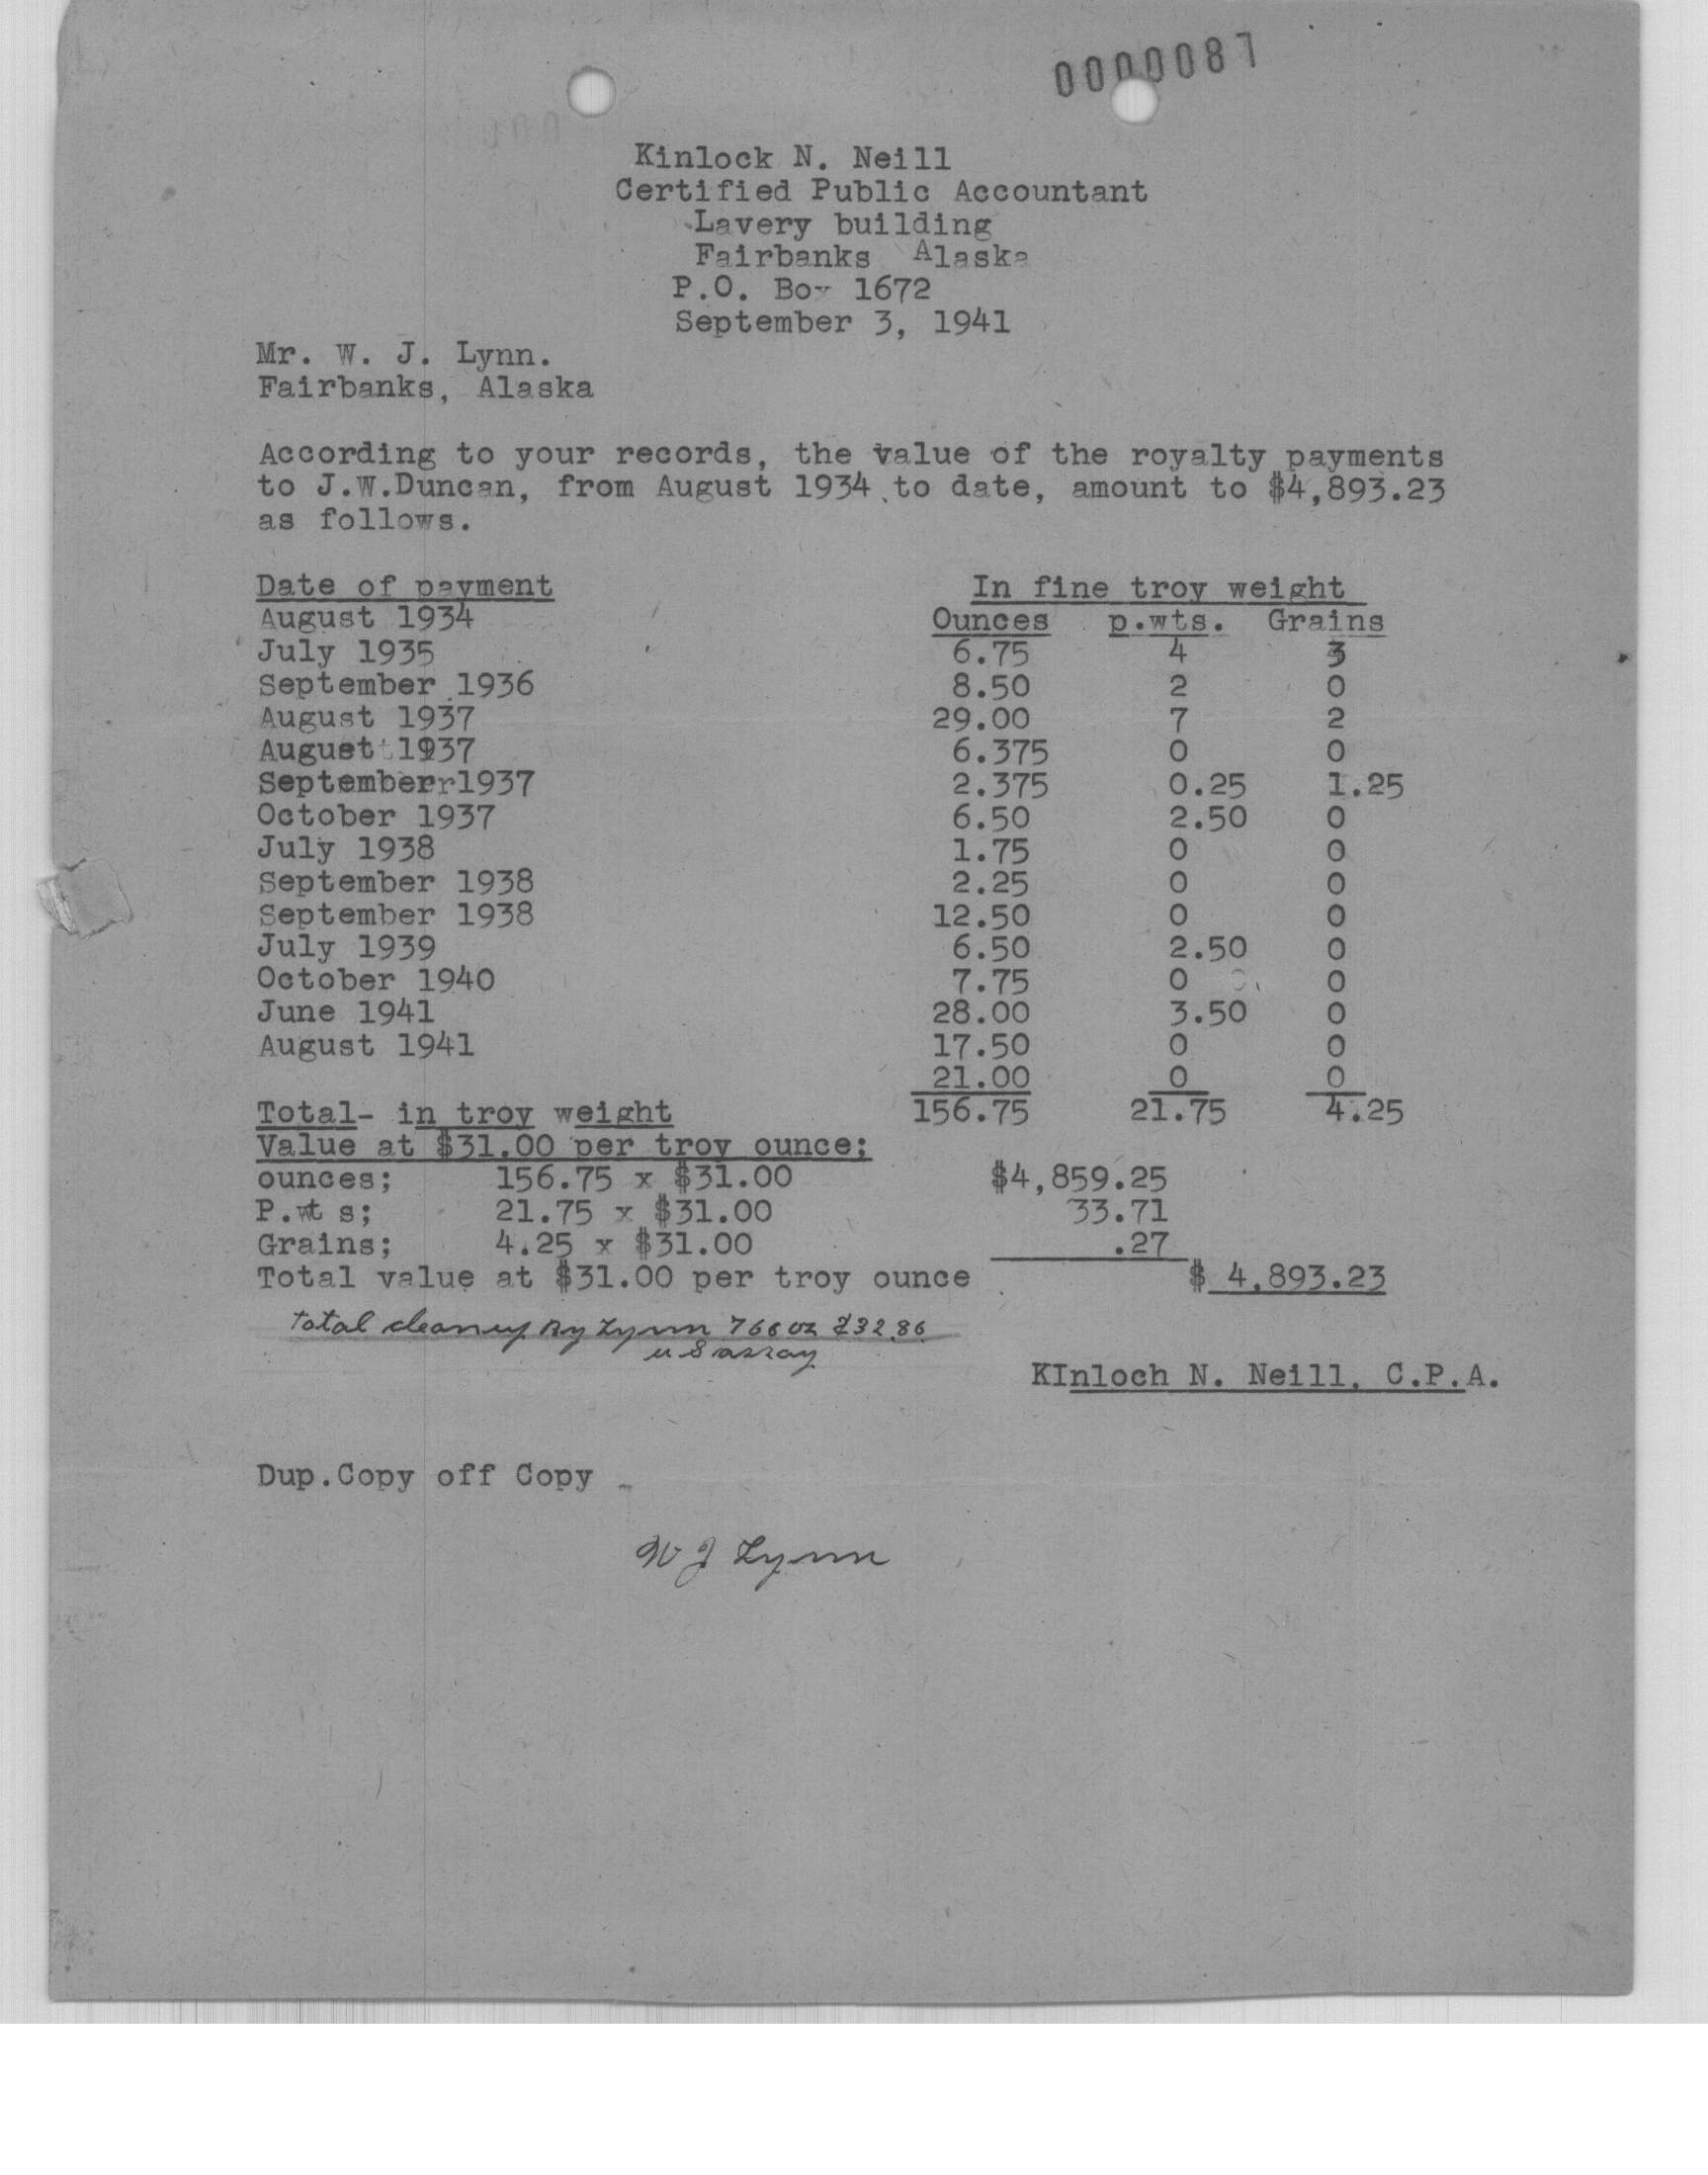 0000087
Kinlock N. Neill
Certified Public Accountant
Lavery building
Fairbanks Alaska
P.O. Box 1672
September 3, 1941
Mr. W. J. Lynn.
Fairbanks, Alaska
According to your records, the value of the royalty payments
to J.W.Duncan, from August 1934 to date, amount to $4,893.23
as follows.
Date of payment In fine troy weight
August 1934 Ounces p.wts. Grains
July 1935 6.75 4 3
September 1936 8.50 2 0
August 1937 29.00 7 2
August 1937 6.375 0 0
Septemberr1937 2.375 0.25 1.25
October 1937 6.50 2.50 0
July 1938 1.75 0 0
September 1938 2.25 0 0
September 1938 12.50 0 0
July 1939 6.50 2.50 0
October 1940 7.75 0 0
June 1941 28.00 3.50 0
August 1941 17.50 0 0
21.00 0 0
Total- in troy weight 156.75 21.75 4.25
Value at $31.00 per troy ounce;
ounces; 156.75 x $31.00 $4,859.25
P.wt s; 21.75 x $31.00 33.71
Grains; 4.25 x $31.00 .27
Total value at $31.00 per troy ounce $ 4,893.23
total cleanup By Lynn 766 oz $32.86
U S assay
KInloch N. Neill, C.P.A.
Dup.Copy off Copy
W J Lynn